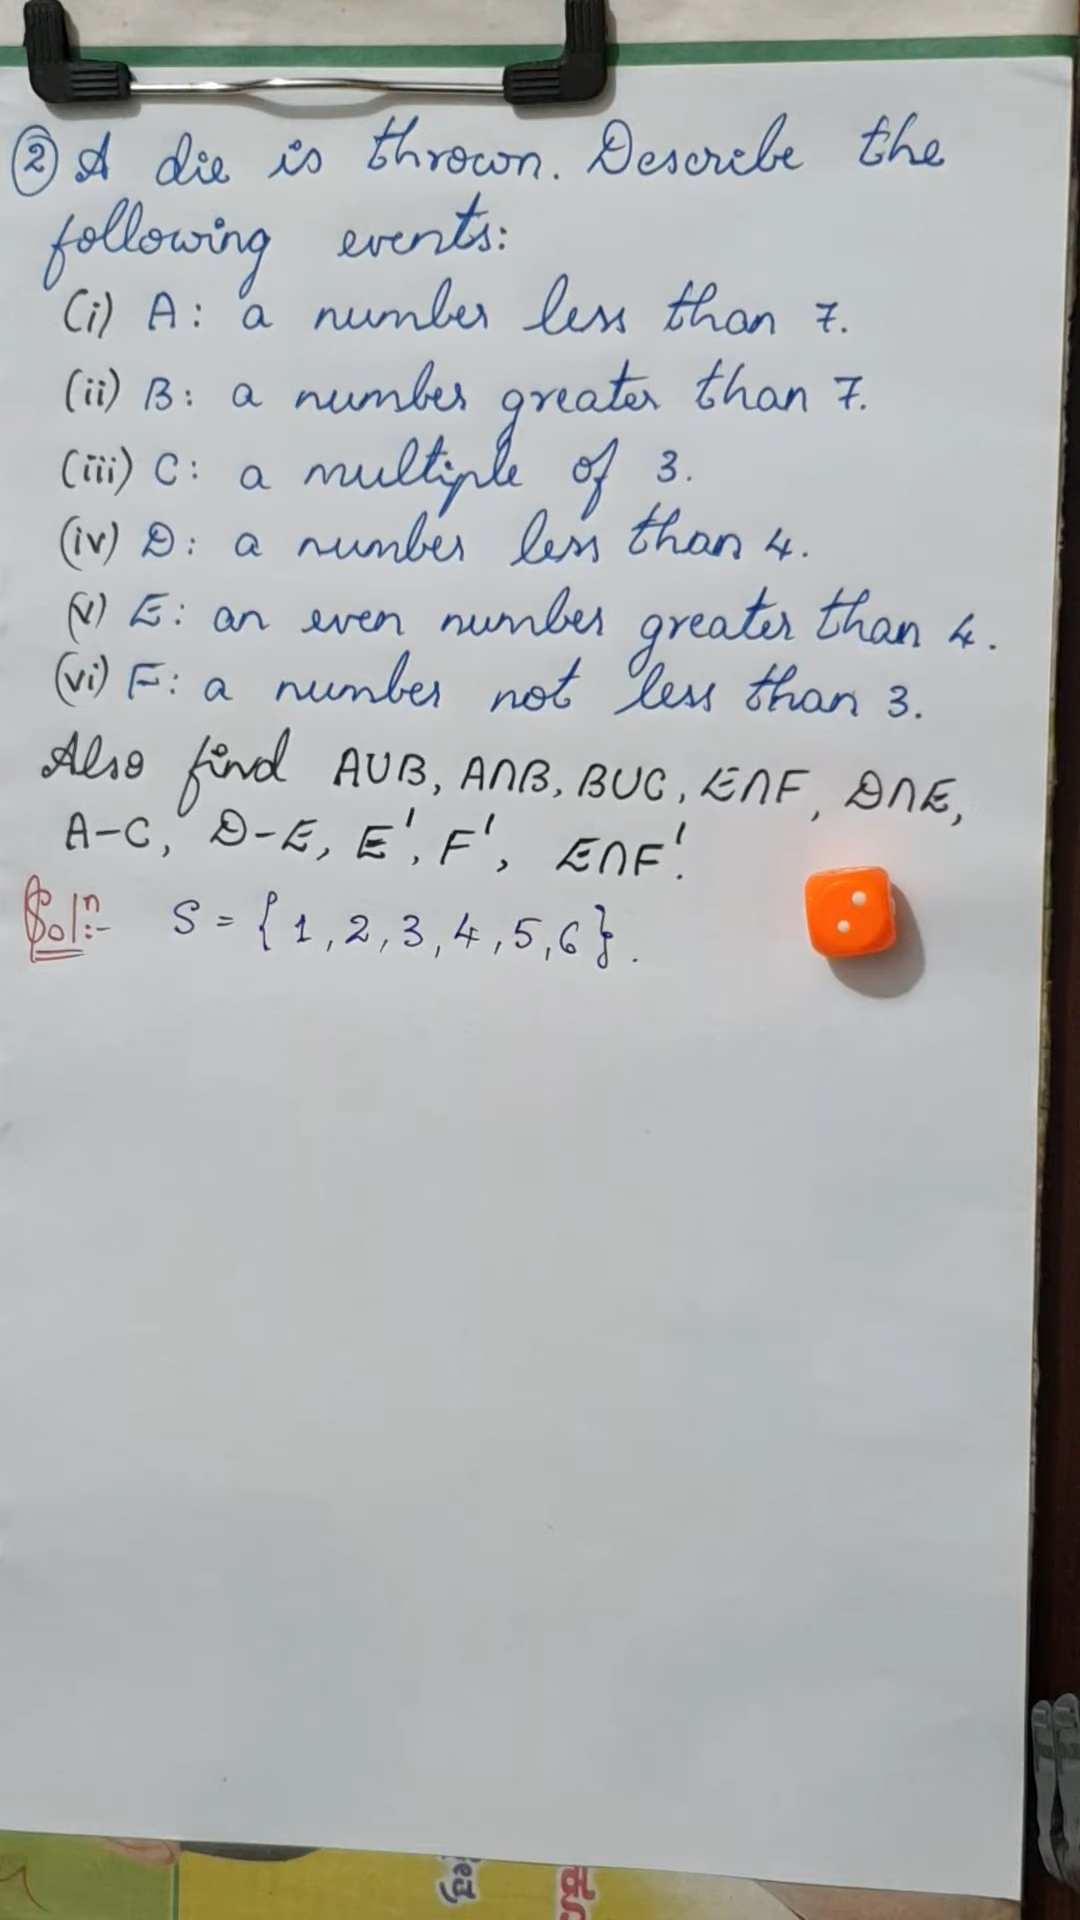 ② A die is thrown. Describe the
following events:
(i) A: a number less than 7.
(ii) B: a number greater than 7.
(iii) C: a multiple of 3.
(iv) D: a number less than 4.
(v) E: an even number greater than 4.
(vi) F: a number not less than 3.
Also find A∪B, A∩B, B∪C, E∩F, D∩E,
A-C, D-E, E', F', E∩F'.
Solⁿ:- S = {1,2,3,4,5,6}.